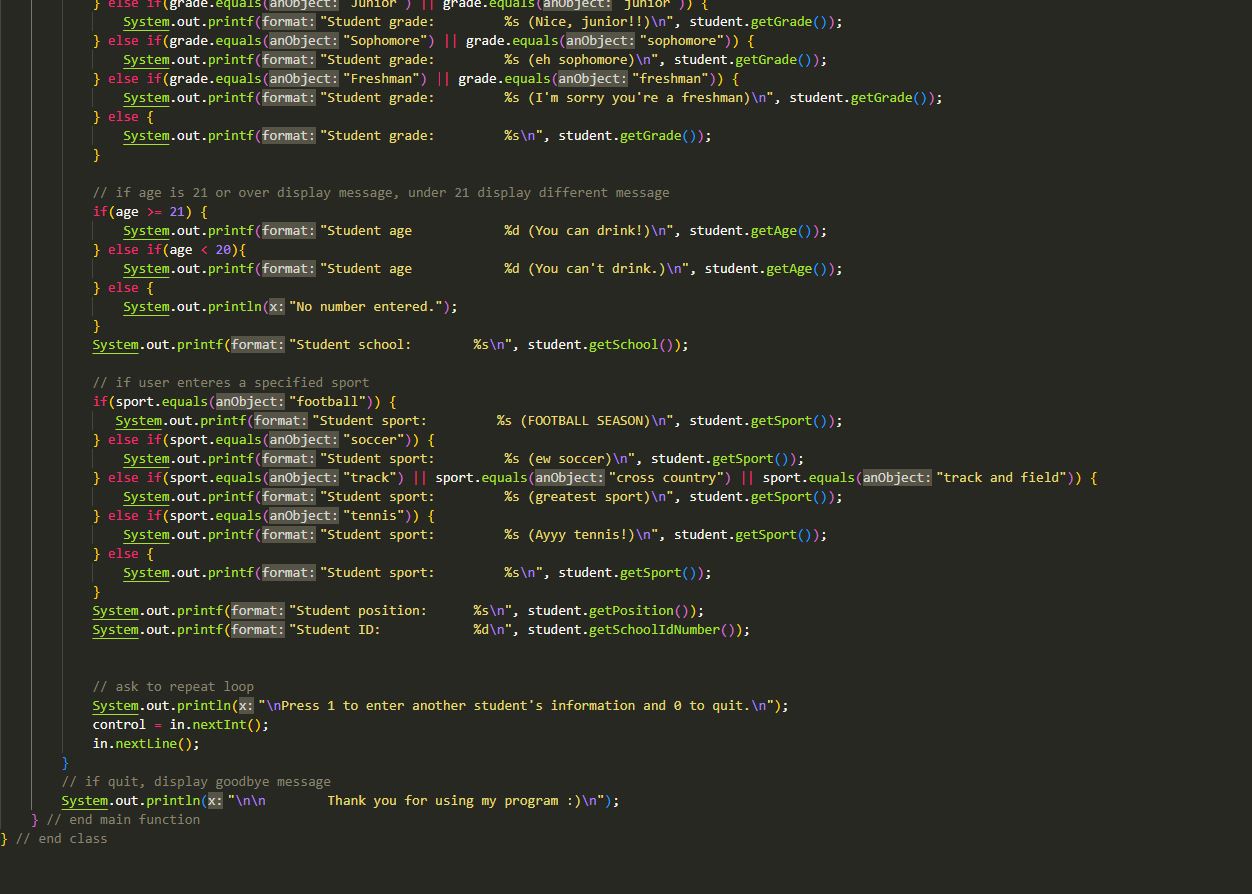 } else if(grade.equals(anObject: "Junior") || grade.equals(anObject: "junior")) {
System.out.printf(format: "Student grade:         %s (Nice, junior!!)\n", student.getGrade());
} else if(grade.equals(anObject: "Sophomore") || grade.equals(anObject: "sophomore")) {
System.out.printf(format: "Student grade:         %s (eh sophomore)\n", student.getGrade());
} else if(grade.equals(anObject: "Freshman") || grade.equals(anObject: "freshman")) {
System.out.printf(format: "Student grade:         %s (I'm sorry you're a freshman)\n", student.getGrade());
} else {
System.out.printf(format: "Student grade:         %s\n", student.getGrade());
}
// if age is 21 or over display message, under 21 display different message
if(age >= 21) {
System.out.printf(format: "Student age            %d (You can drink!)\n", student.getAge());
} else if(age < 20){
System.out.printf(format: "Student age            %d (You can't drink.)\n", student.getAge());
} else {
System.out.println(x: "No number entered.");
}
System.out.printf(format: "Student school:        %s\n", student.getSchool());
// if user enteres a specified sport
if(sport.equals(anObject: "football")) {
System.out.printf(format: "Student sport:         %s (FOOTBALL SEASON)\n", student.getSport());
} else if(sport.equals(anObject: "soccer")) {
System.out.printf(format: "Student sport:         %s (ew soccer)\n", student.getSport());
} else if(sport.equals(anObject: "track") || sport.equals(anObject: "cross country") || sport.equals(anObject: "track and field")) {
System.out.printf(format: "Student sport:         %s (greatest sport)\n", student.getSport());
} else if(sport.equals(anObject: "tennis")) {
System.out.printf(format: "Student sport:         %s (Ayyy tennis!)\n", student.getSport());
} else {
System.out.printf(format: "Student sport:         %s\n", student.getSport());
}
System.out.printf(format: "Student position:      %s\n", student.getPosition());
System.out.printf(format: "Student ID:            %d\n", student.getSchoolIdNumber());
// ask to repeat loop
System.out.println(x: "\nPress 1 to enter another student's information and 0 to quit.\n");
control = in.nextInt();
in.nextLine();
}
// if quit, display goodbye message
System.out.println(x: "\n\n        Thank you for using my program :)\n");
} // end main function
} // end class